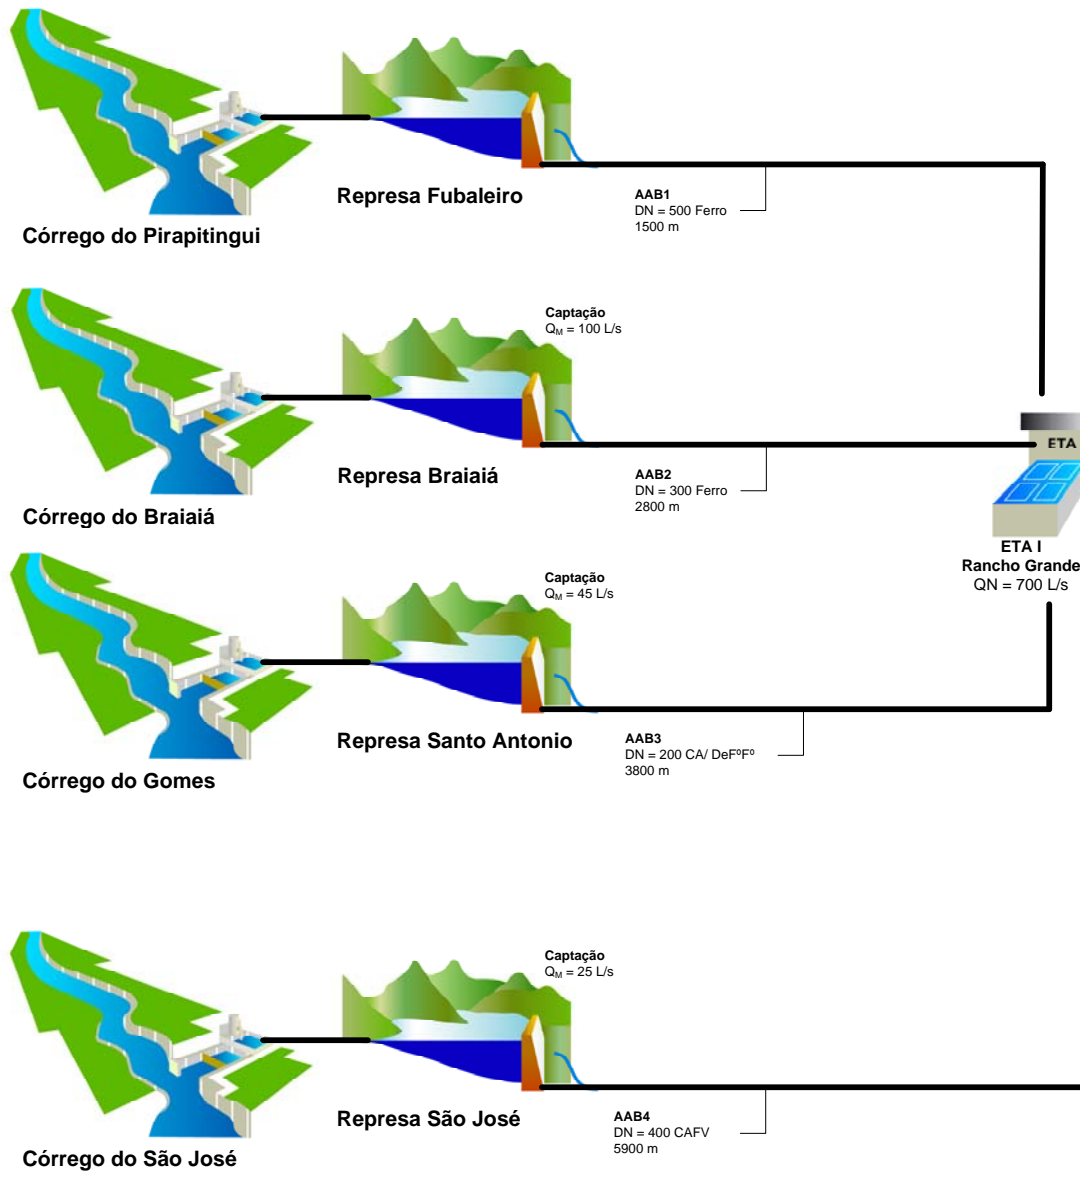 Represa Fubaleiro
Córrego do Pirapitingui
AAB1
DN = 500 Ferro
1500 m
Captação
QM = 100 L/s
Represa Braiaiá
Córrego do Braiaiá
AAB2
DN = 300 Ferro
2800 m
ETA
ETA I
Rancho Grande
QN = 700 L/s
Captação
QM = 45 L/s
Represa Santo Antonio
Córrego do Gomes
AAB3
DN = 200 CA/ DeFºFº
3800 m
Captação
QM = 25 L/s
Represa São José
Córrego do São José
AAB4
DN = 400 CAFV
5900 m